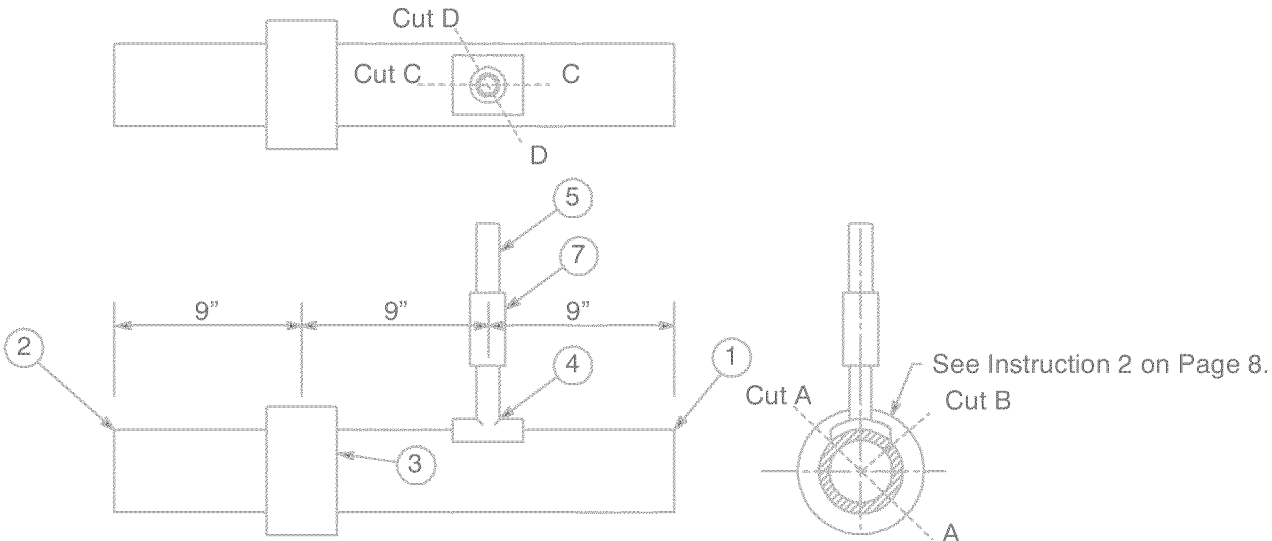 Cut D
Cut C
C
D
5
7
9”
9”
9”
2
4
1
See Instruction 2 on Page 8.
Cut A
Cut B
3
A